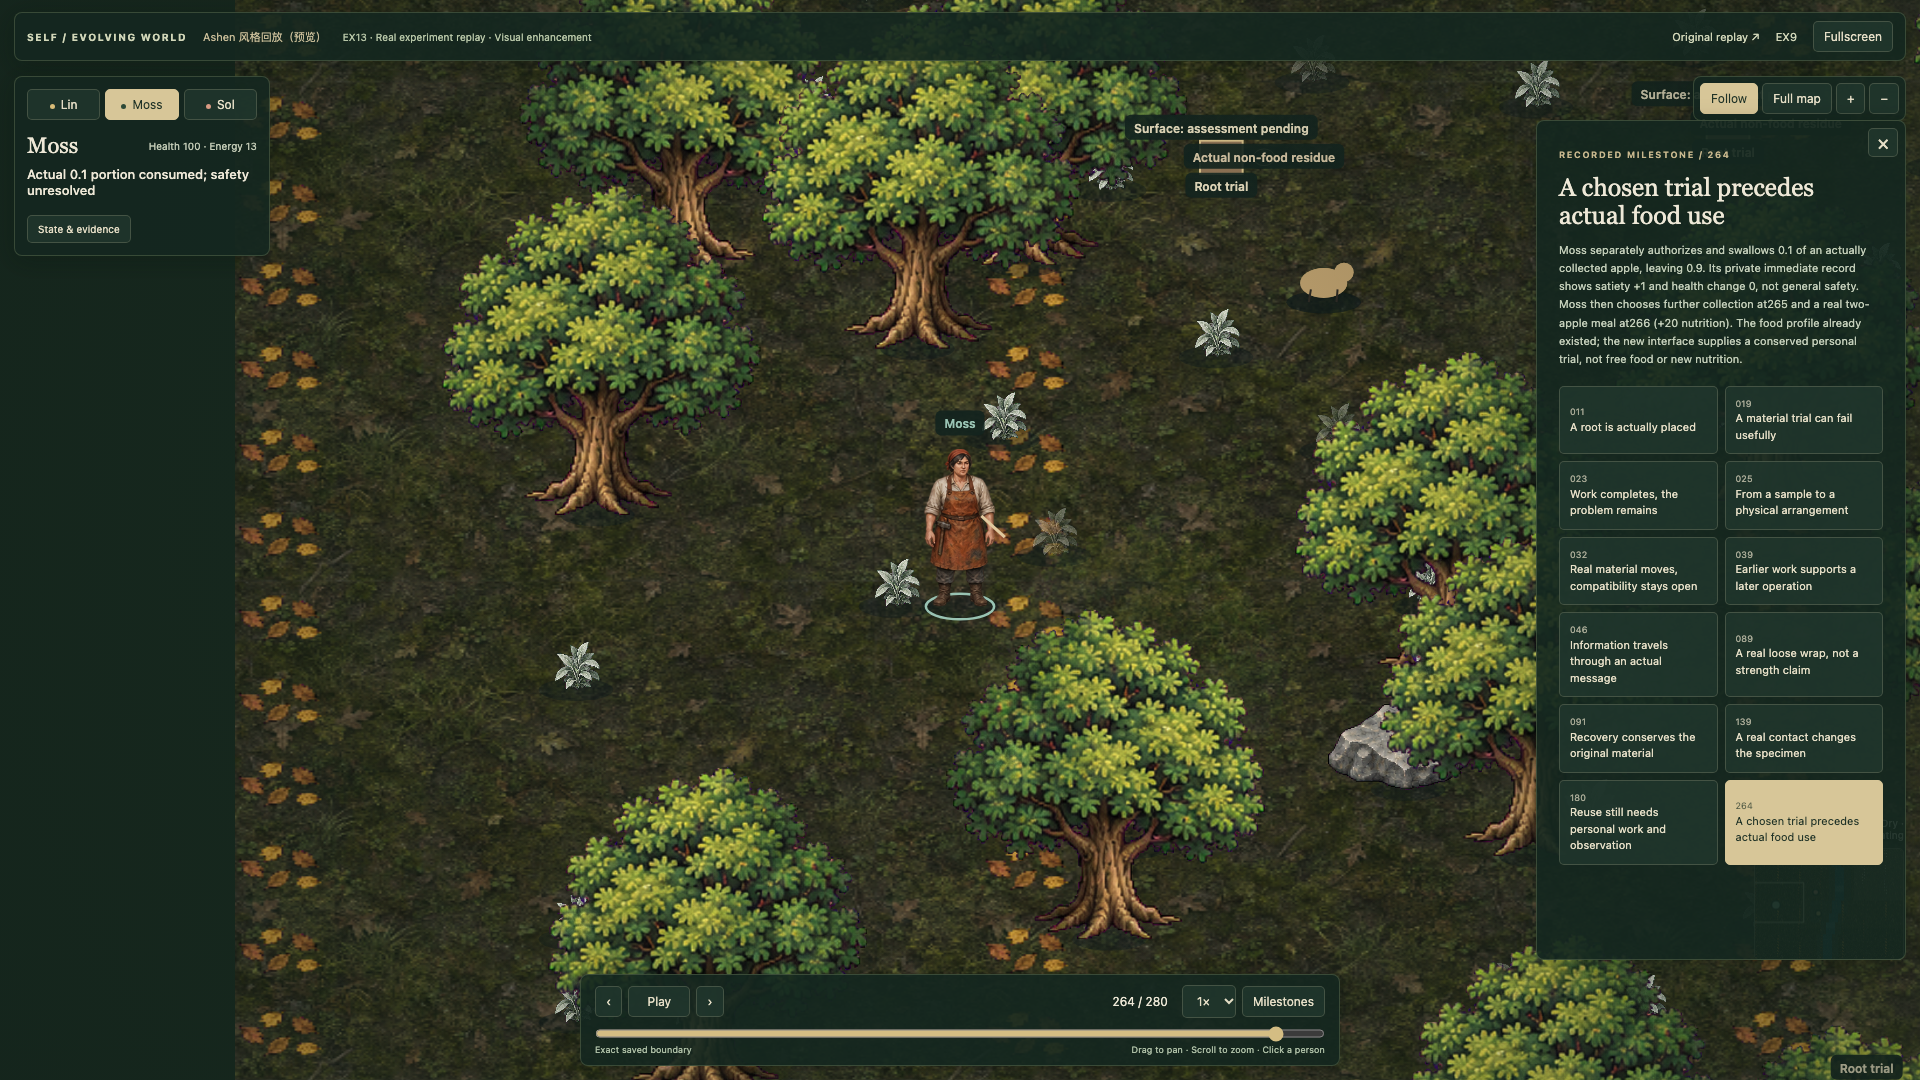 SELF / EVOLVING WORLD
Ashen 风格回放（预览）
EX13 · Real experiment replay · Visual enhancement
Original replay ↗
EX9
Fullscreen
Lin
Moss
Sol
Moss
Health 100 · Energy 13
Actual 0.1 portion consumed; safety
unresolved
State & evidence
Surface: assessment pending
Actual non-food residue
Root trial
Surface:
Follow
Full map
+
−
Moss
RECORDED MILESTONE / 264
×
A chosen trial precedes
actual food use
Moss separately authorizes and swallows 0.1 of an actually
collected apple, leaving 0.9. Its private immediate record
shows satiety +1 and health change 0, not general safety.
Moss then chooses further collection at265 and a real two-
apple meal at266 (+20 nutrition). The food profile already
existed; the new interface supplies a conserved personal
trial, not free food or new nutrition.
011
A root is actually placed
019
A material trial can fail
usefully
023
Work completes, the
problem remains
025
From a sample to a
physical arrangement
032
Real material moves,
compatibility stays open
039
Earlier work supports a
later operation
046
Information travels
through an actual
message
089
A real loose wrap, not a
strength claim
091
Recovery conserves the
original material
139
A real contact changes
the specimen
180
Reuse still needs
personal work and
observation
264
A chosen trial precedes
actual food use
‹
Play
›
264 / 280
1×
Milestones
Exact saved boundary
Drag to pan · Scroll to zoom · Click a person
Root trial